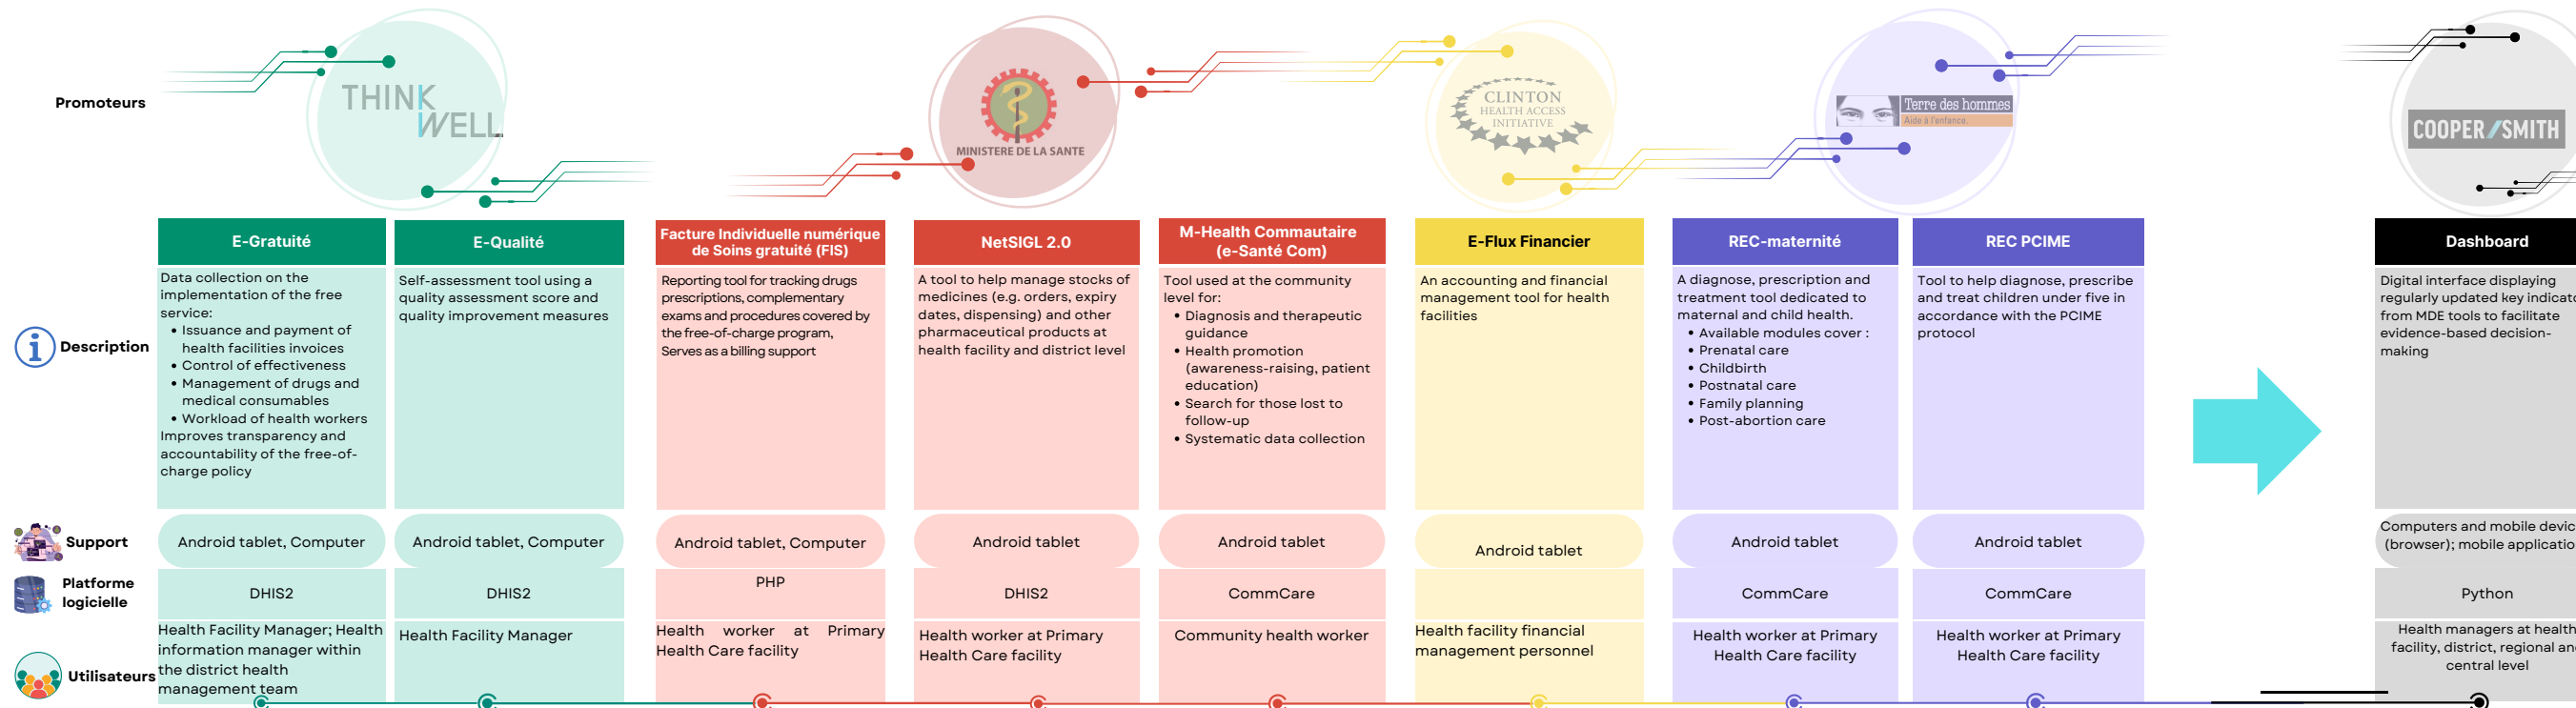 Promoteurs
THINK
WELL
MINISTERE DE LA SANTE
CLINTON
HEALTH ACCESS
INITIATIVE
Terre des hommes
Aide à l'enfance.
COOPER/SMITH
E-Gratuité
E-Qualité
Facture Individuelle numérique
de Soins gratuité (FIS)
NetSIGL 2.0
M-Health Commautaire
(e-Santé Com)
E-Flux Financier
REC-maternité
REC PCIME
Dashboard
Description
Data collection on the
implementation of the free
service:
• Issuance and payment of
health facilities invoices
• Control of effectiveness
• Management of drugs and
medical consumables
• Workload of health workers
Improves transparency and
accountability of the free-of-
charge policy
Self-assessment tool using a
quality assessment score and
quality improvement measures
Reporting tool for tracking drugs
prescriptions, complementary
exams and procedures covered by
the free-of-charge program,
Serves as a billing support
A tool to help manage stocks of
medicines (e.g. orders, expiry
dates, dispensing) and other
pharmaceutical products at
health facility and district level
Tool used at the community
level for:
• Diagnosis and therapeutic
guidance
• Health promotion
(awareness-raising, patient
education)
• Search for those lost to
follow-up
• Systematic data collection
An accounting and financial
management tool for health
facilities
A diagnose, prescription and
treatment tool dedicated to
maternal and child health.
• Available modules cover :
• Prenatal care
• Childbirth
• Postnatal care
• Family planning
• Post-abortion care
Tool to help diagnose, prescribe
and treat children under five in
accordance with the PCIME
protocol
Digital interface displaying
regularly updated key indicato
from MDE tools to facilitate
evidence-based decision-
making
Support
Android tablet, Computer
Android tablet, Computer
Android tablet, Computer
Android tablet
Android tablet
Android tablet
Android tablet
Android tablet
Computers and mobile devic
(browser); mobile applicatio
Platforme
logicielle
DHIS2
DHIS2
PHP
DHIS2
CommCare
CommCare
CommCare
Python
Utilisateurs
Health Facility Manager; Health
information manager within
the district health
management team
Health Facility Manager
Health worker at Primary
Health Care facility
Health worker at Primary
Health Care facility
Community health worker
Health facility financial
management personnel
Health worker at Primary
Health Care facility
Health worker at Primary
Health Care facility
Health managers at health
facility, district, regional an
central level